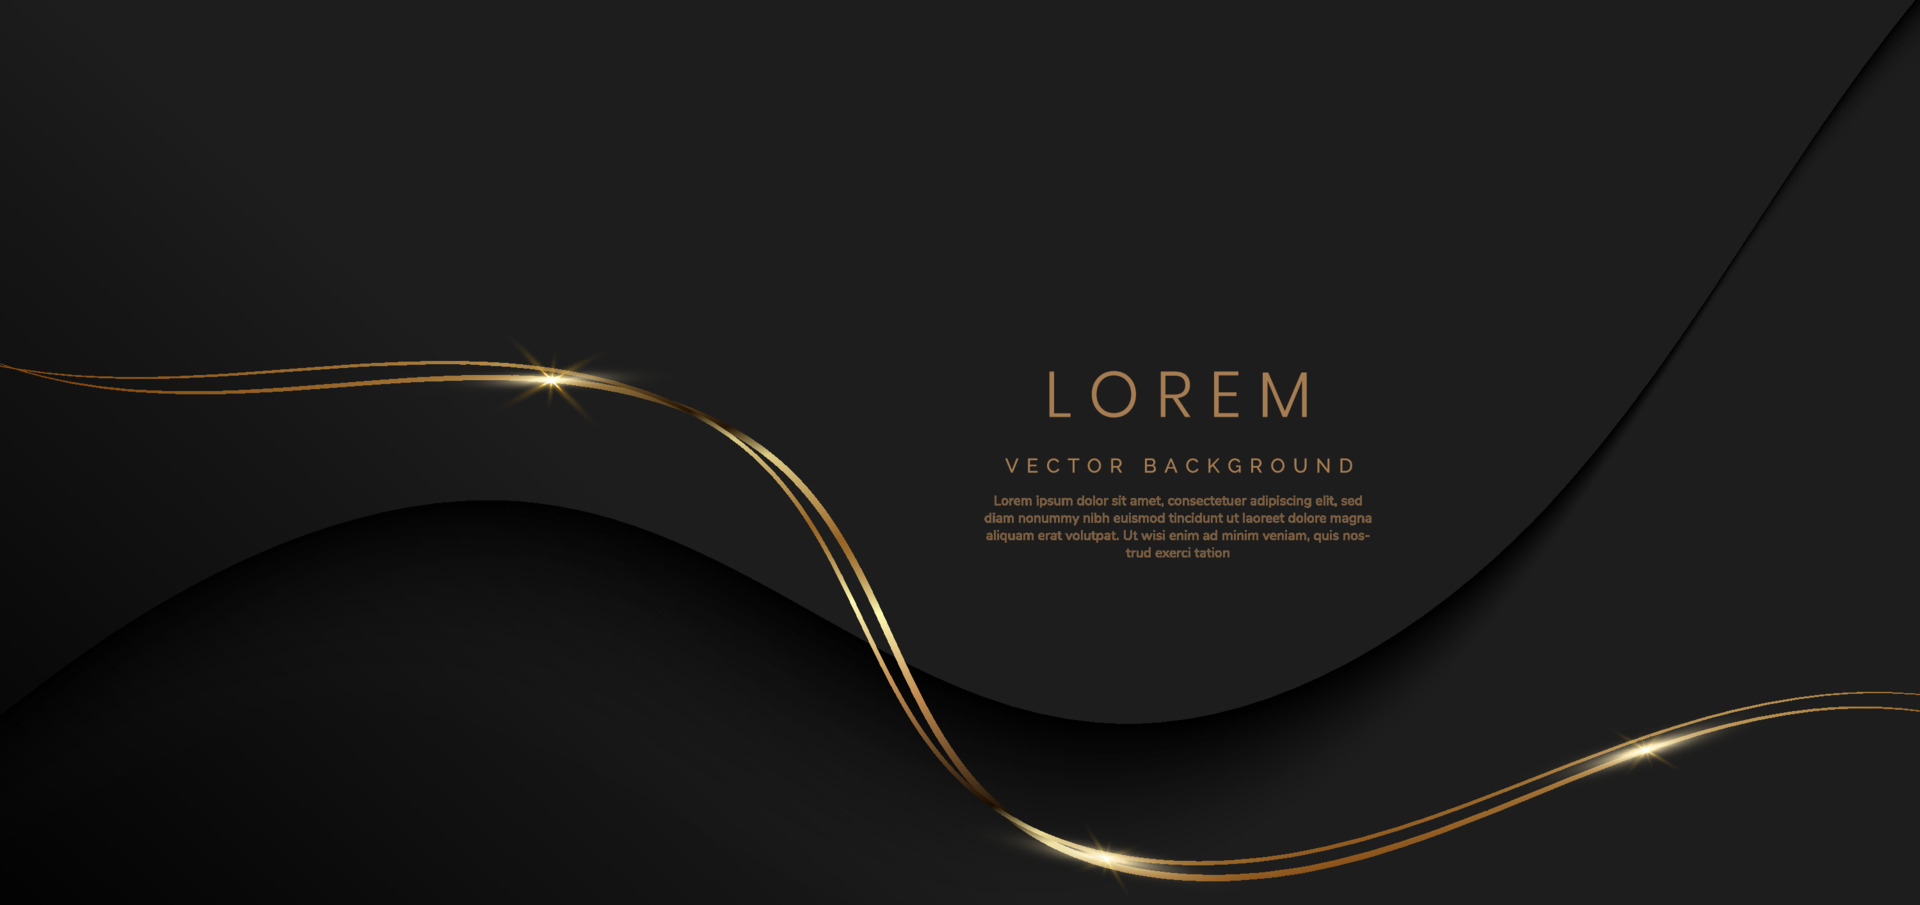 LOREM
VECTOR BACKGROUND
Lorem ipsum dolor sit amet, consectetuer adipiscing elit, sed
diam nonummy nibh euismod tincidunt ut laoreet dolore magna
aliquam erat volutpat. Ut wisi enim ad minim veniam, quis nos-
trud exerci tation